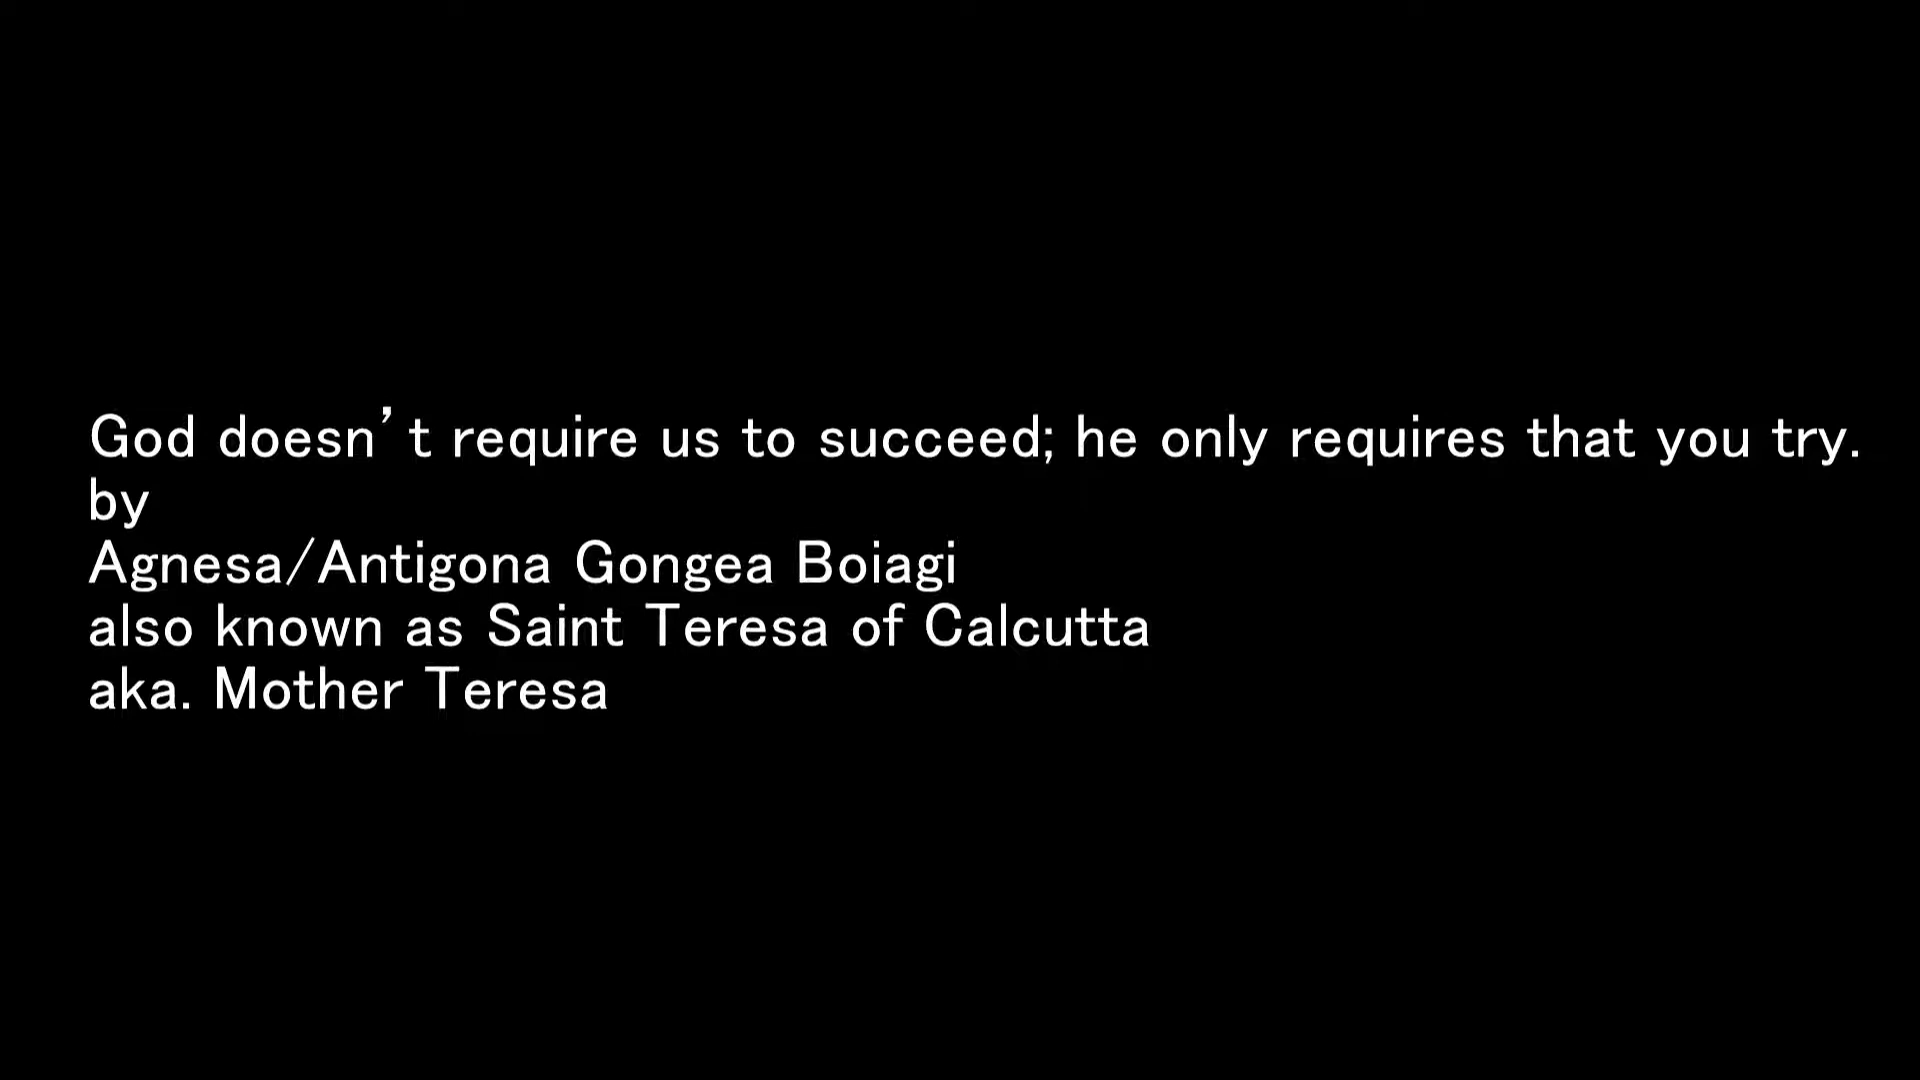 God doesn’t require us to succeed; he only requires that you try.
by
Agnesa/Antigona Gongea Boiagi
also known as Saint Teresa of Calcutta
aka. Mother Teresa